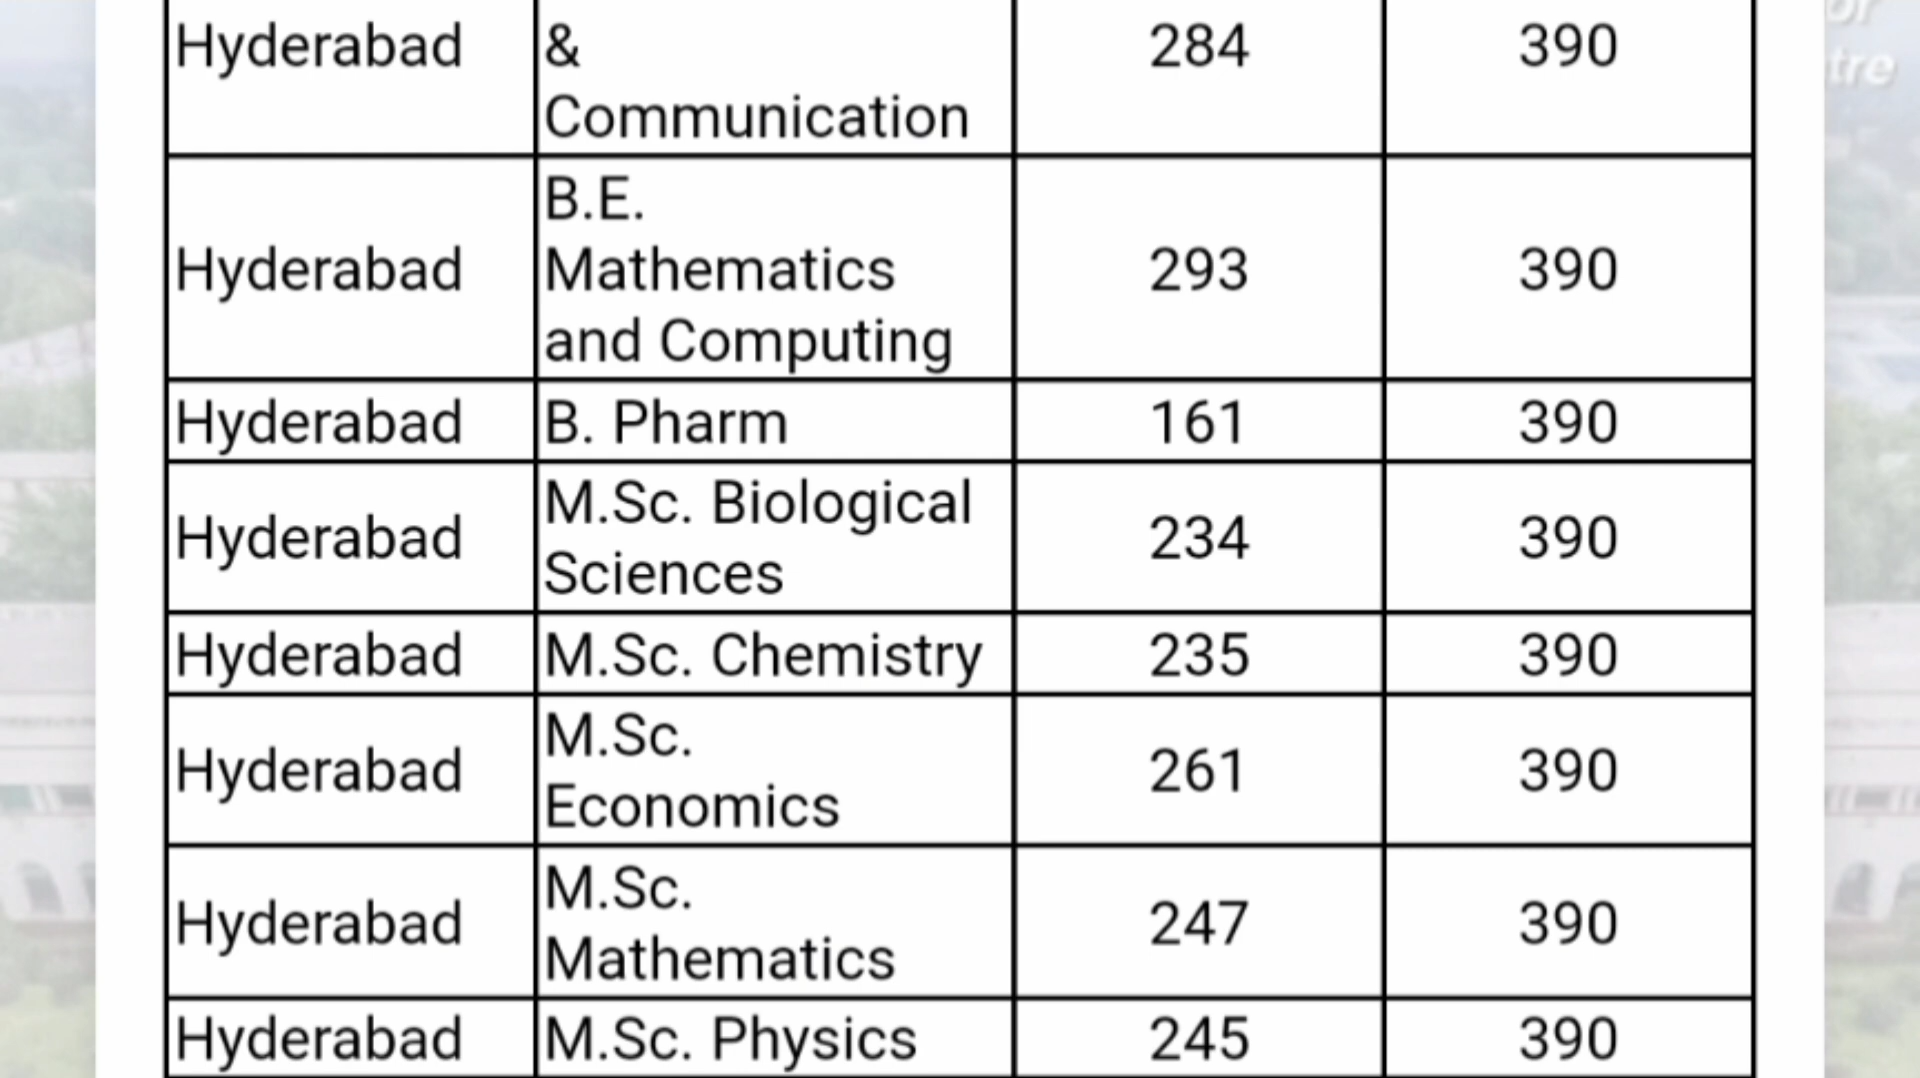 or
tre
Hyderabad & 284 390
Communication
B.E.
Hyderabad Mathematics 293 390
and Computing
Hyderabad B. Pharm 161 390
M.Sc. Biological
Hyderabad Sciences 234 390
Hyderabad M.Sc. Chemistry 235 390
M.Sc.
Hyderabad Economics 261 390
M.Sc.
Hyderabad Mathematics 247 390
Hyderabad M.Sc. Physics 245 390